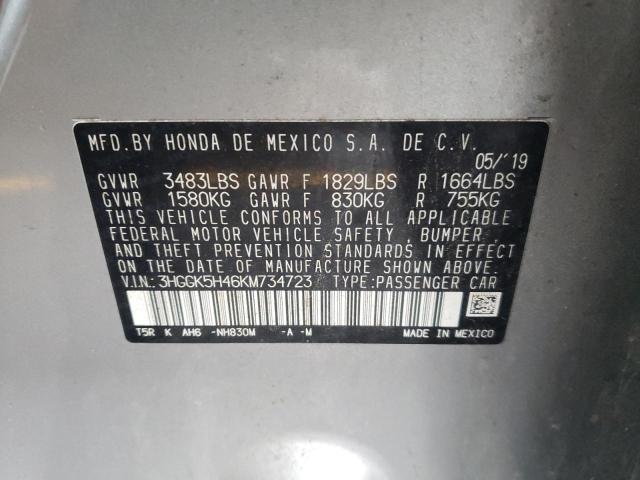 MFD.BY HONDA DE MEXICO S.A. DE C.V.
05/'19
GVWR 3483LBS GAWR F 1829LBS R 1664LBS
GVWR 1580KG GAWR F 830KG R 755KG
THIS VEHICLE CONFORMS TO ALL APPLICABLE
FEDERAL MOTOR VEHICLE SAFETY, BUMPER,
AND THEFT PREVENTION STANDARDS IN EFFECT
ON THE DATE OF MANUFACTURE SHOWN ABOVE.
V.I.N.: 3HGGK5H46KM734723 TYPE:PASSENGER CAR
T5R K AH6 -NH830M -A -M MADE IN MEXICO